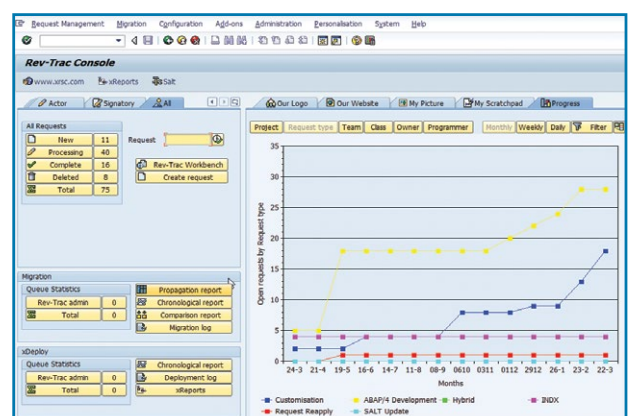 Request Management Migration Configuration Add-ons Administration Personalisation System Help
Rev-Trac Console
www.xrsc.com xReports Salt
Actor Signatory All
All Requests
New 11
Processing 40
Complete 16
Deleted 8
Total 75
Request
Rev-Trac Workbench
Create request
Migration
Queue Statistics
Rev-Trac admin 0
Total 0
Propagation report
Chronological report
Comparison report
Migration log
xDeploy
Queue Statistics
Rev-Trac admin 0
Total 0
Chronological report
Deployment log
xReports
Our Logo Our Website My Picture My Scratchpad Progress
Project Request type Team Class Owner Programmer Monthly Weekly Daily Filter
Open requests by Request type
35
30
25
20
15
10
5
0
24-3 21-4 19-5 16-6 14-7 11-8 08-9 0610 0311 0112 2912 26-1 23-2 22-3
Months
Customisation ABAP/4 Development Hybrid INDX
Request Reapply SALT Update